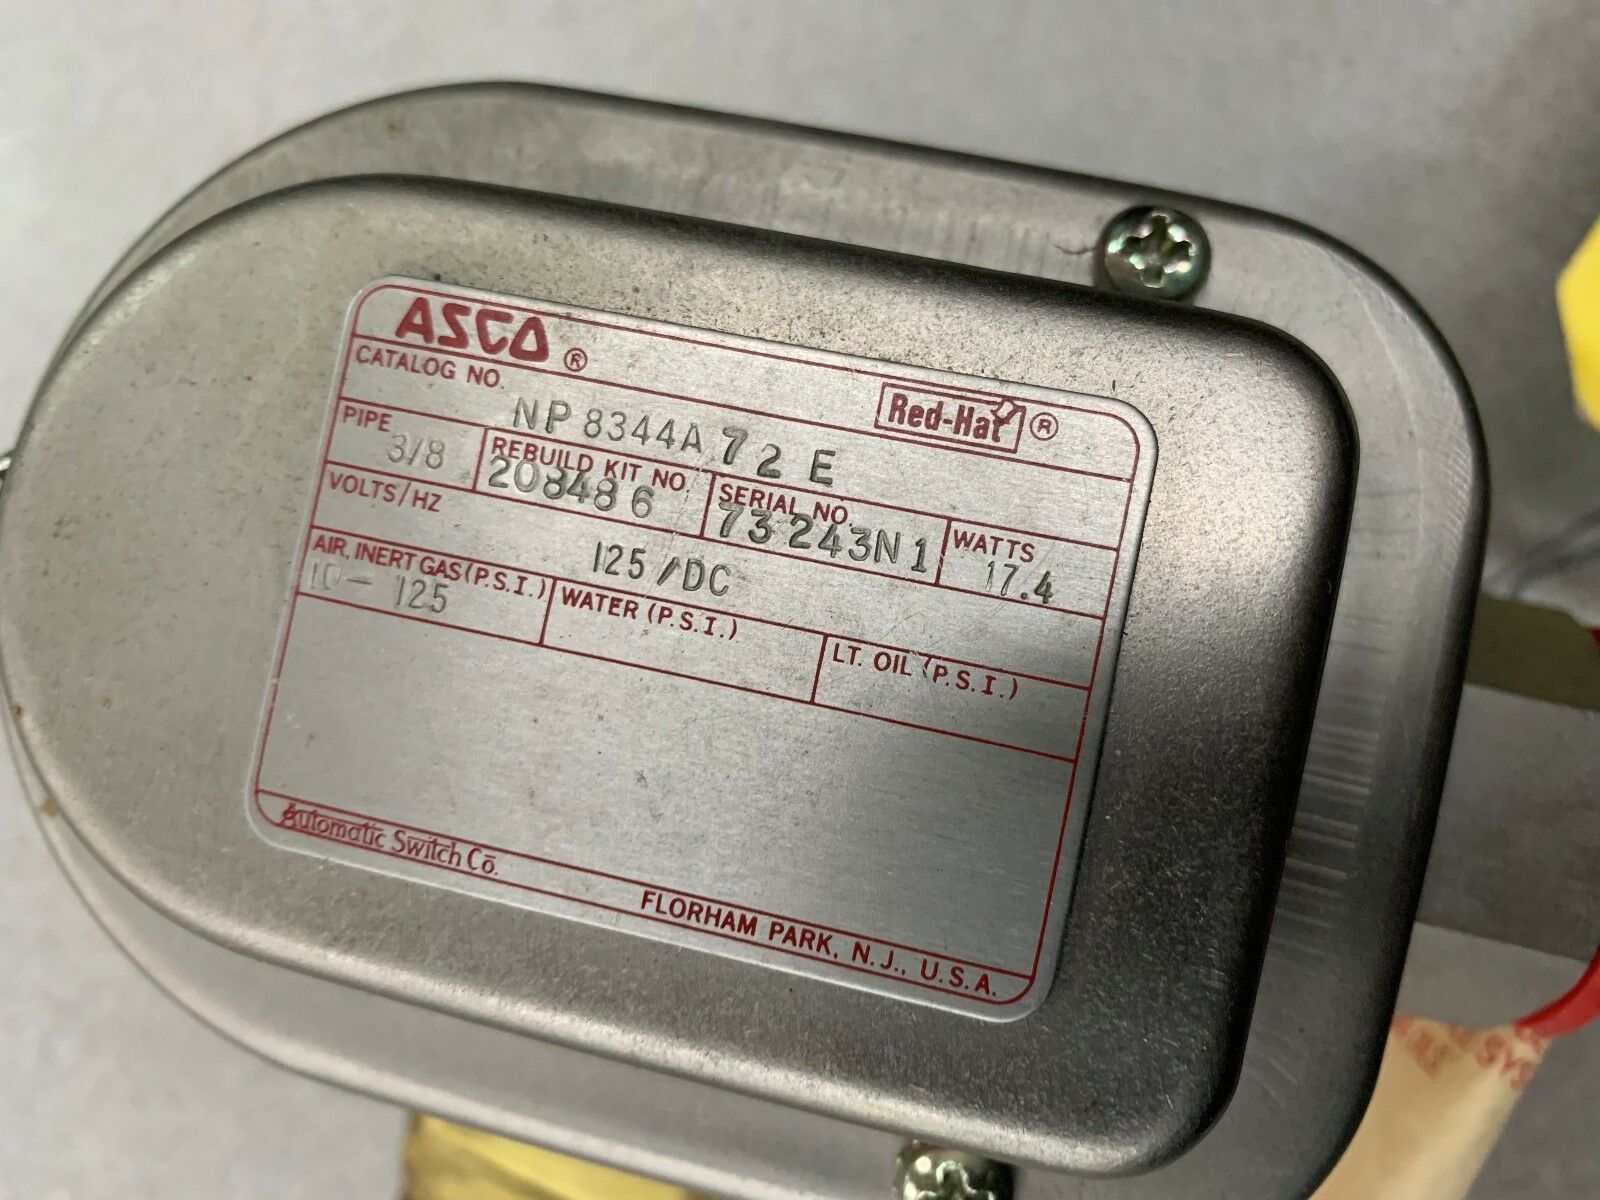 ASCO ®
Red-Hat ®
CATALOG NO.
NP 8344A 72 E
PIPE
3/8
REBUILD KIT NO.
208486
SERIAL NO.
73243N1
WATTS
17.4
VOLTS/HZ
125/DC
AIR, INERT GAS (P.S.I.)
10-125
WATER (P.S.I.)
LT. OIL (P.S.I.)
Automatic Switch Co.
FLORHAM PARK, N.J., U.S.A.